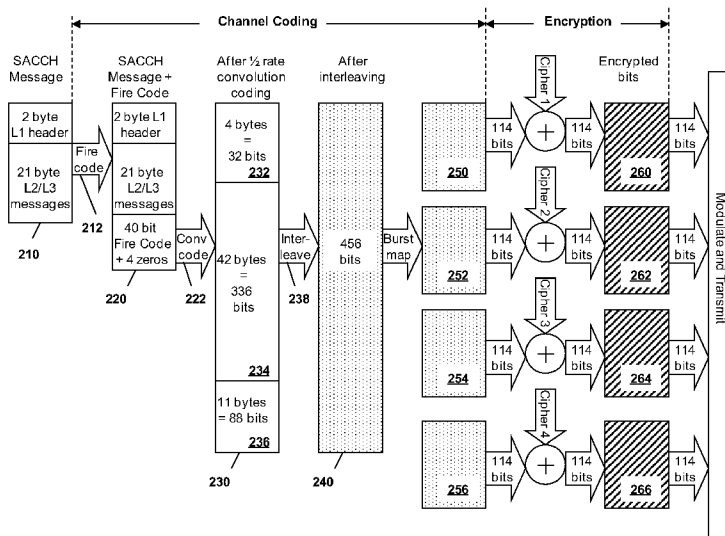 Channel Coding
Encryption
SACCH
Message
SACCH
Message +
Fire Code
After ½ rate
convolution
coding
After
interleaving
Encrypted
bits
2 byte
L1 header
21 byte
L2/L3
messages
210
Fire
code
212
2 byte L1
header
21 byte
L2/L3
messages
40 bit
Fire Code
+ 4 zeros
220
Conv
code
222
4 bytes
=
32 bits
232
42 bytes
=
336
bits
234
11 bytes
= 88 bits
236
230
Inter-
leave
238
456
bits
240
Burst
map
250
114
bits
Cipher 1
+
114
bits
260
114
bits
252
114
bits
Cipher 2
+
114
bits
262
114
bits
254
114
bits
Cipher 3
+
114
bits
264
114
bits
256
114
bits
Cipher 4
+
114
bits
266
114
bits
Modulate and Transmit